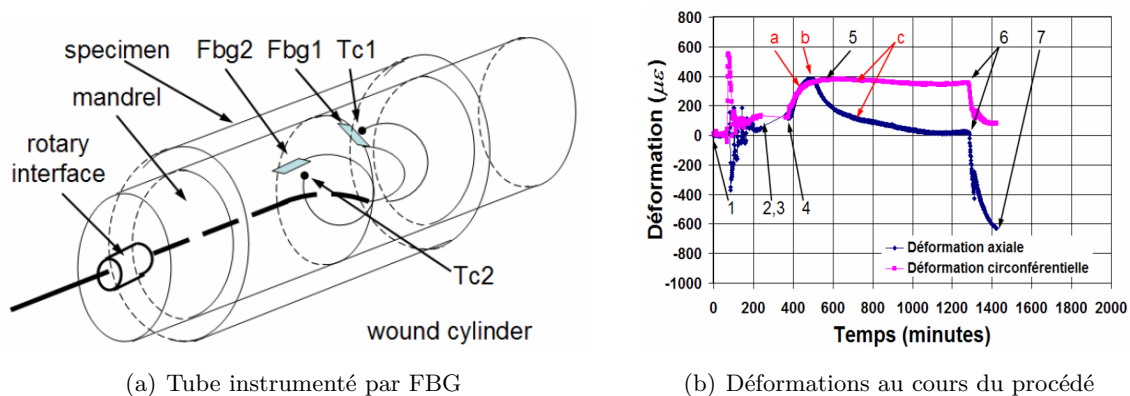 specimen
Fbg2 Fbg1 Tc1
mandrel
rotary
interface
Tc2
wound cylinder
(a) Tube instrumenté par FBG
Déformation (με)
800
600
400
200
0
-200
-400
-600
-800
-1000
a
b
5
c
6
7
1
2,3
4
Déformation axiale
Déformation circonférentielle
0 200 400 600 800 1000 1200 1400 1600 1800 2000
Temps (minutes)
(b) Déformations au cours du procédé